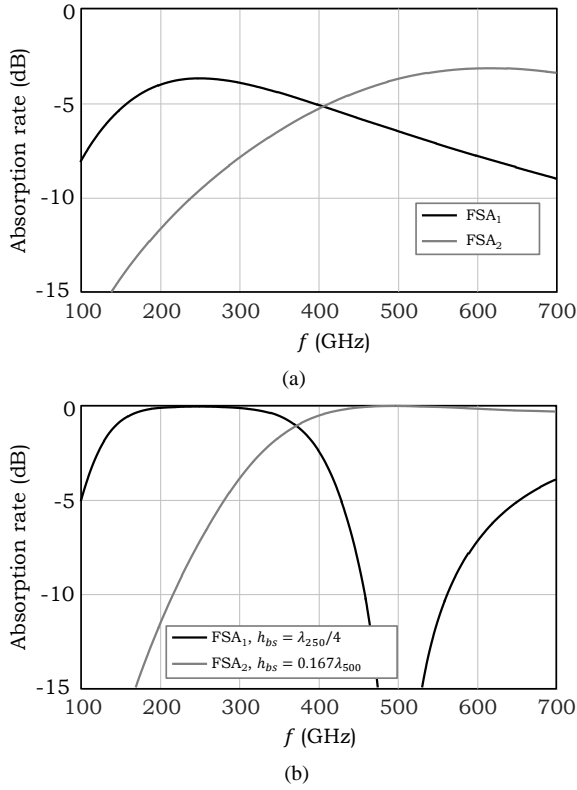 0
-5
-10
-15
Absorption rate (dB)
FSA₁
FSA₂
100 200 300 400 500 600 700
f (GHz)
(a)
0
-5
-10
-15
Absorption rate (dB)
FSA₁, h_bs = λ₂₅₀/4
FSA₂, h_bs = 0.167λ₅₀₀
100 200 300 400 500 600 700
f (GHz)
(b)